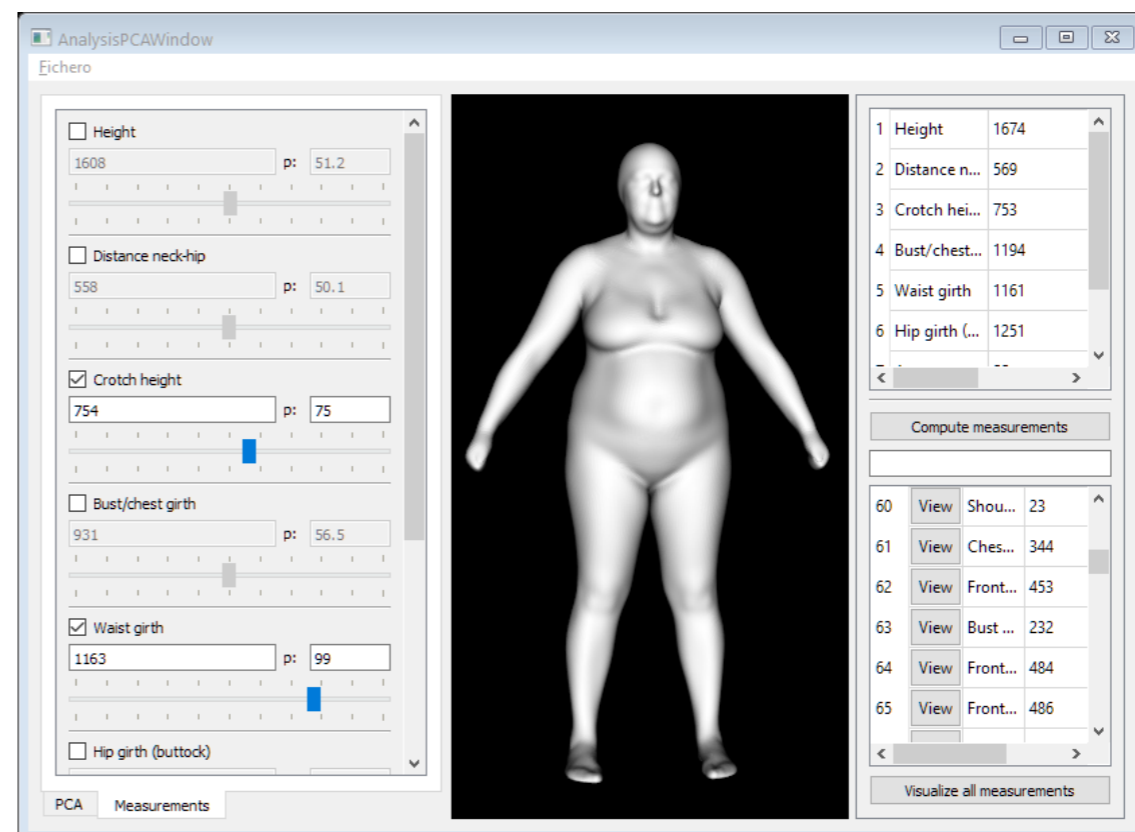 AnalysisPCAWindow
Fichero
Height
1608 p: 51.2
Distance neck-hip
558 p: 50.1
Crotch height
754 p: 75
Bust/chest girth
931 p: 56.5
Waist girth
1163 p: 99
Hip girth (buttock)
PCA Measurements
1 Height 1674
2 Distance n... 569
3 Crotch hei... 753
4 Bust/chest... 1194
5 Waist girth 1161
6 Hip girth (... 1251
Compute measurements
60 View Shou... 23
61 View Ches... 344
62 View Front... 453
63 View Bust ... 232
64 View Front... 484
65 View Front... 486
Visualize all measurements